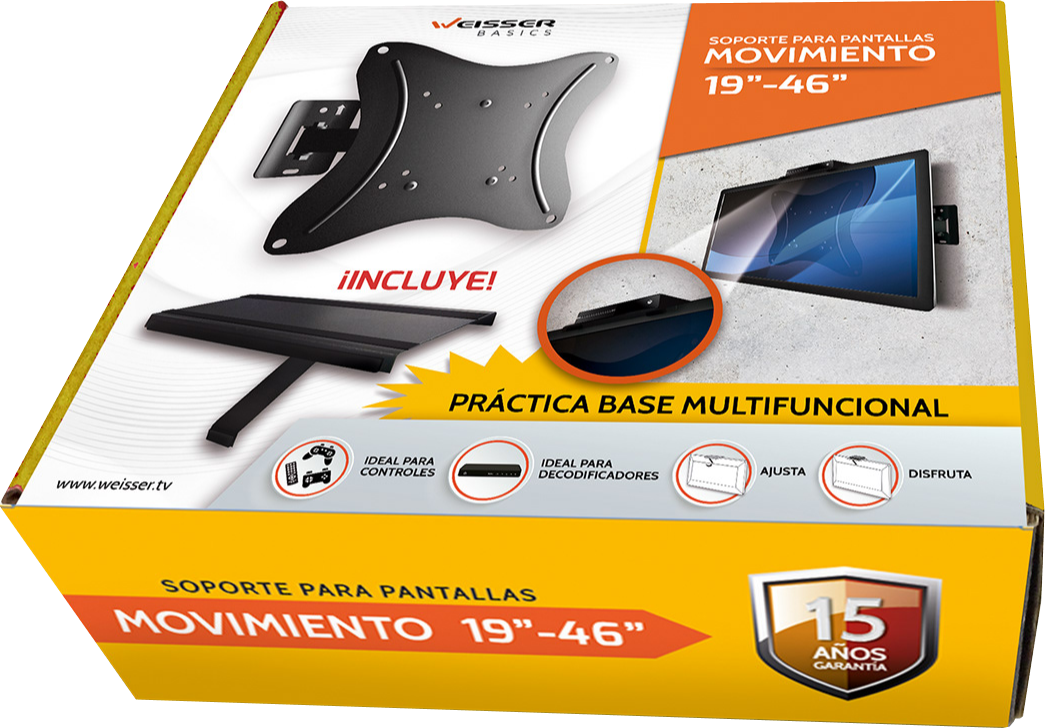 WEISSER
BASICS
SOPORTE PARA PANTALLAS
MOVIMIENTO
19”-46”
¡INCLUYE!
PRÁCTICA BASE MULTIFUNCIONAL
IDEAL PARA
CONTROLES
IDEAL PARA
DECODIFICADORES
AJUSTA
DISFRUTA
www.weisser.tv
SOPORTE PARA PANTALLAS
MOVIMIENTO 19”-46”
15
AÑOS
GARANTÍA